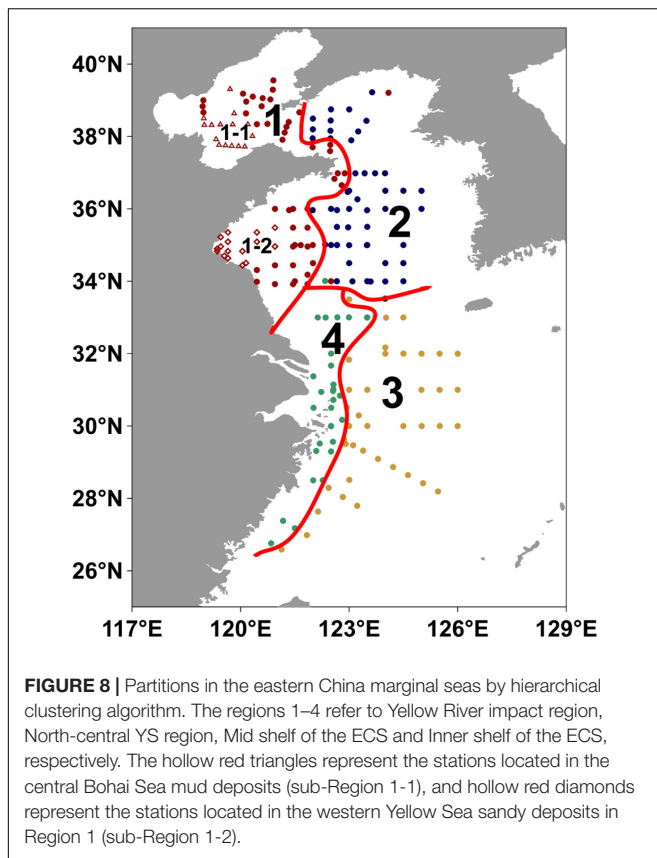 40°N
38°N
36°N
34°N
32°N
30°N
28°N
26°N
1
1-1
2
1-2
4
3
117°E 120°E 123°E 126°E 129°E
FIGURE 8 | Partitions in the eastern China marginal seas by hierarchical
clustering algorithm. The regions 1–4 refer to Yellow River impact region,
North-central YS region, Mid shelf of the ECS and Inner shelf of the ECS,
respectively. The hollow red triangles represent the stations located in the
central Bohai Sea mud deposits (sub-Region 1-1), and hollow red diamonds
represent the stations located in the western Yellow Sea sandy deposits in
Region 1 (sub-Region 1-2).